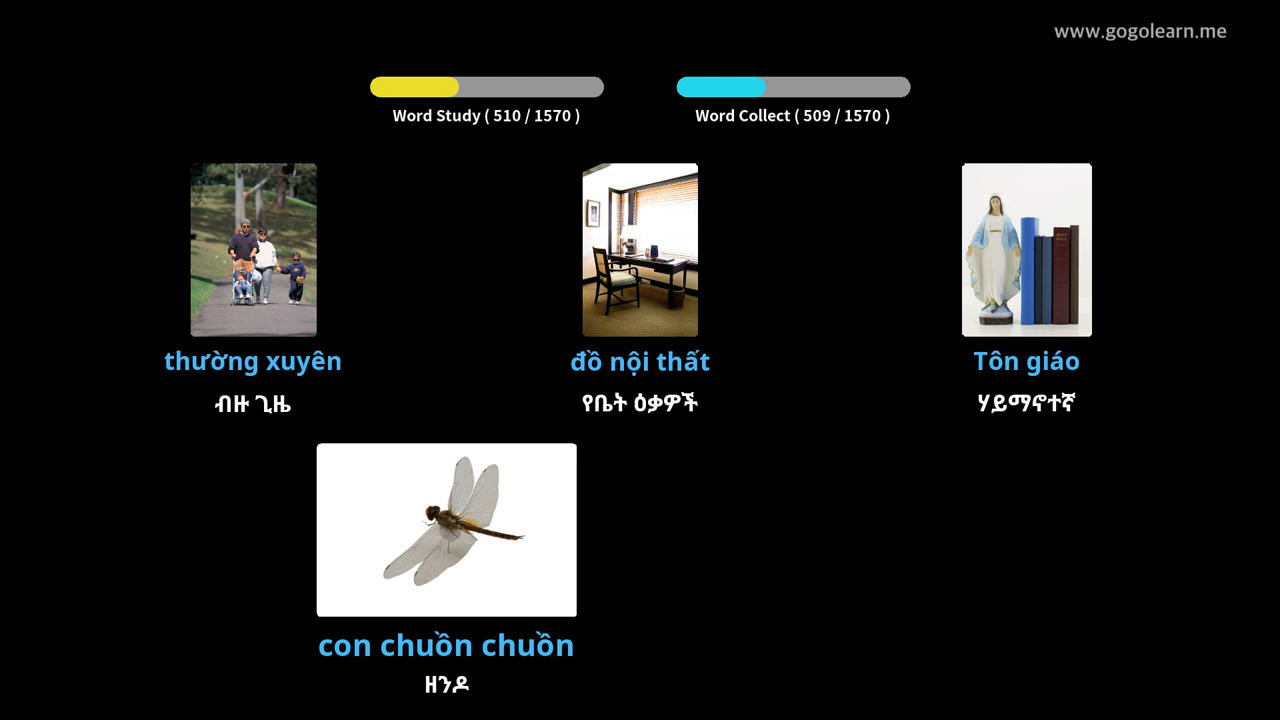 www.gogolearn.me
Word Study ( 510 / 1570 )
Word Collect ( 509 / 1570 )
thường xuyên
ብዙ ጊዜ
đồ nội thất
የቤት ዕቃዎች
Tôn giáo
ሃይማኖተኛ
con chuồn chuồn
ዘንዶ